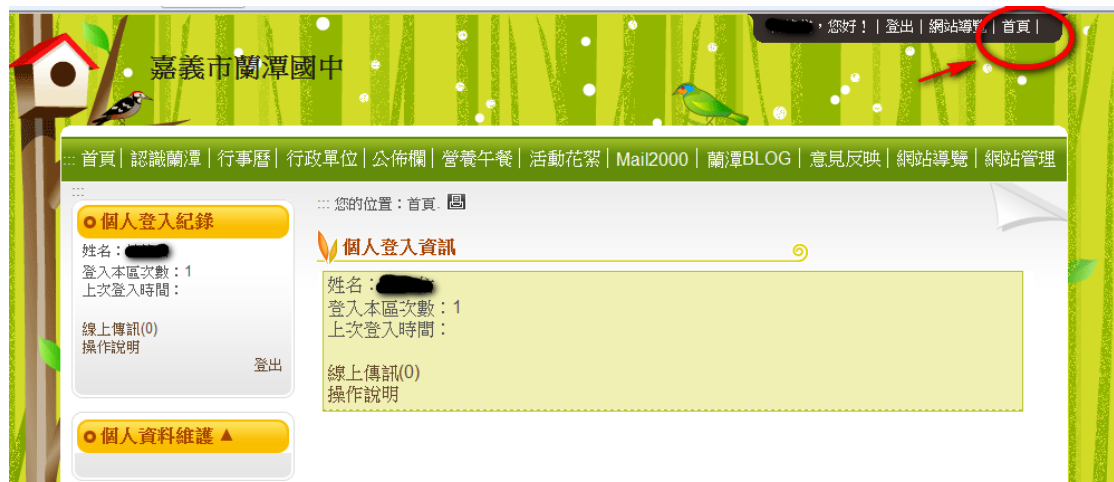 ，您好！|登出|網站導覽|首頁|
嘉義市蘭潭國中
:::首頁|認識蘭潭|行事曆|行政單位|公佈欄|營養午餐|活動花絮|Mail2000|蘭潭BLOG|意見反映|網站導覽|網站管理
:::
個人登入紀錄
姓名：
登入本區次數：1
上次登入時間：
線上傳訊(0)
操作說明
登出
個人資料維護▲
:::您的位置：首頁.
個人登入資訊
姓名：
登入本區次數：1
上次登入時間：
線上傳訊(0)
操作說明